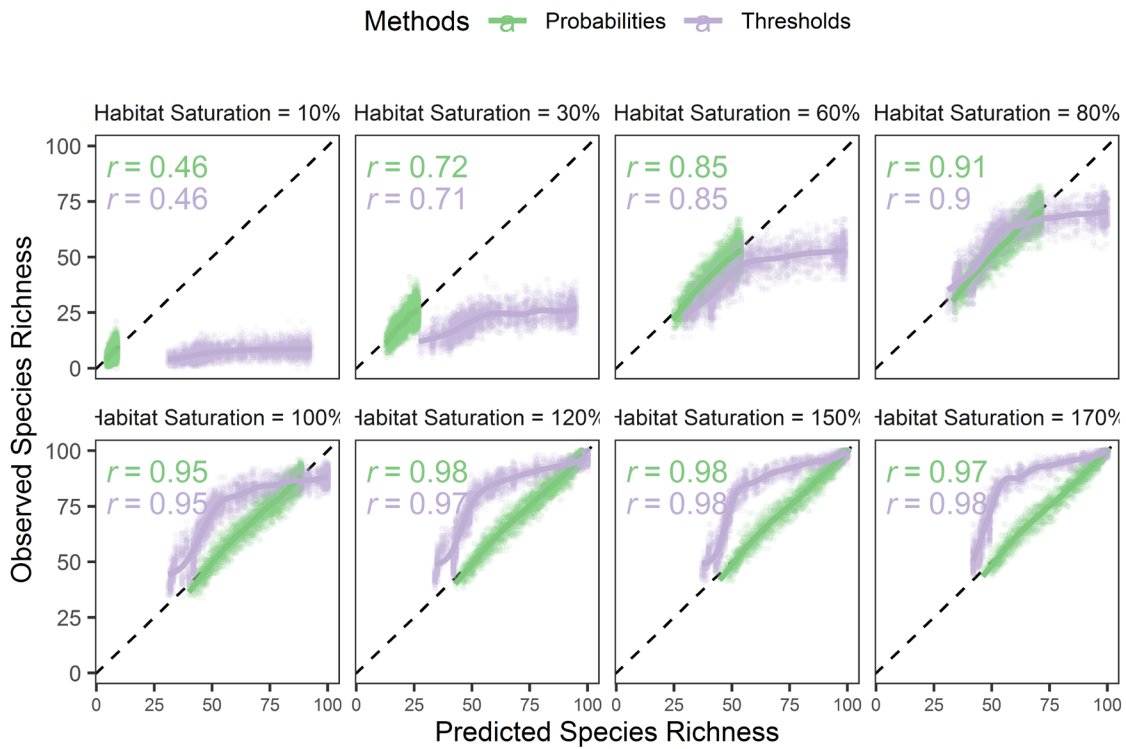 Methods a Probabilities a Thresholds
Habitat Saturation = 10% Habitat Saturation = 30% Habitat Saturation = 60% Habitat Saturation = 80%
100
r = 0.46 r = 0.72 r = 0.85 r = 0.91
75
r = 0.46 r = 0.71 r = 0.85 r = 0.9
50
25
0
Observed Species Richness
Habitat Saturation = 100% Habitat Saturation = 120% Habitat Saturation = 150% Habitat Saturation = 170%
100
r = 0.95 r = 0.98 r = 0.98 r = 0.97
75
r = 0.95 r = 0.97 r = 0.98 r = 0.98
50
25
0
0 25 50 75 100 0 25 50 75 100 0 25 50 75 100 0 25 50 75 100
Predicted Species Richness